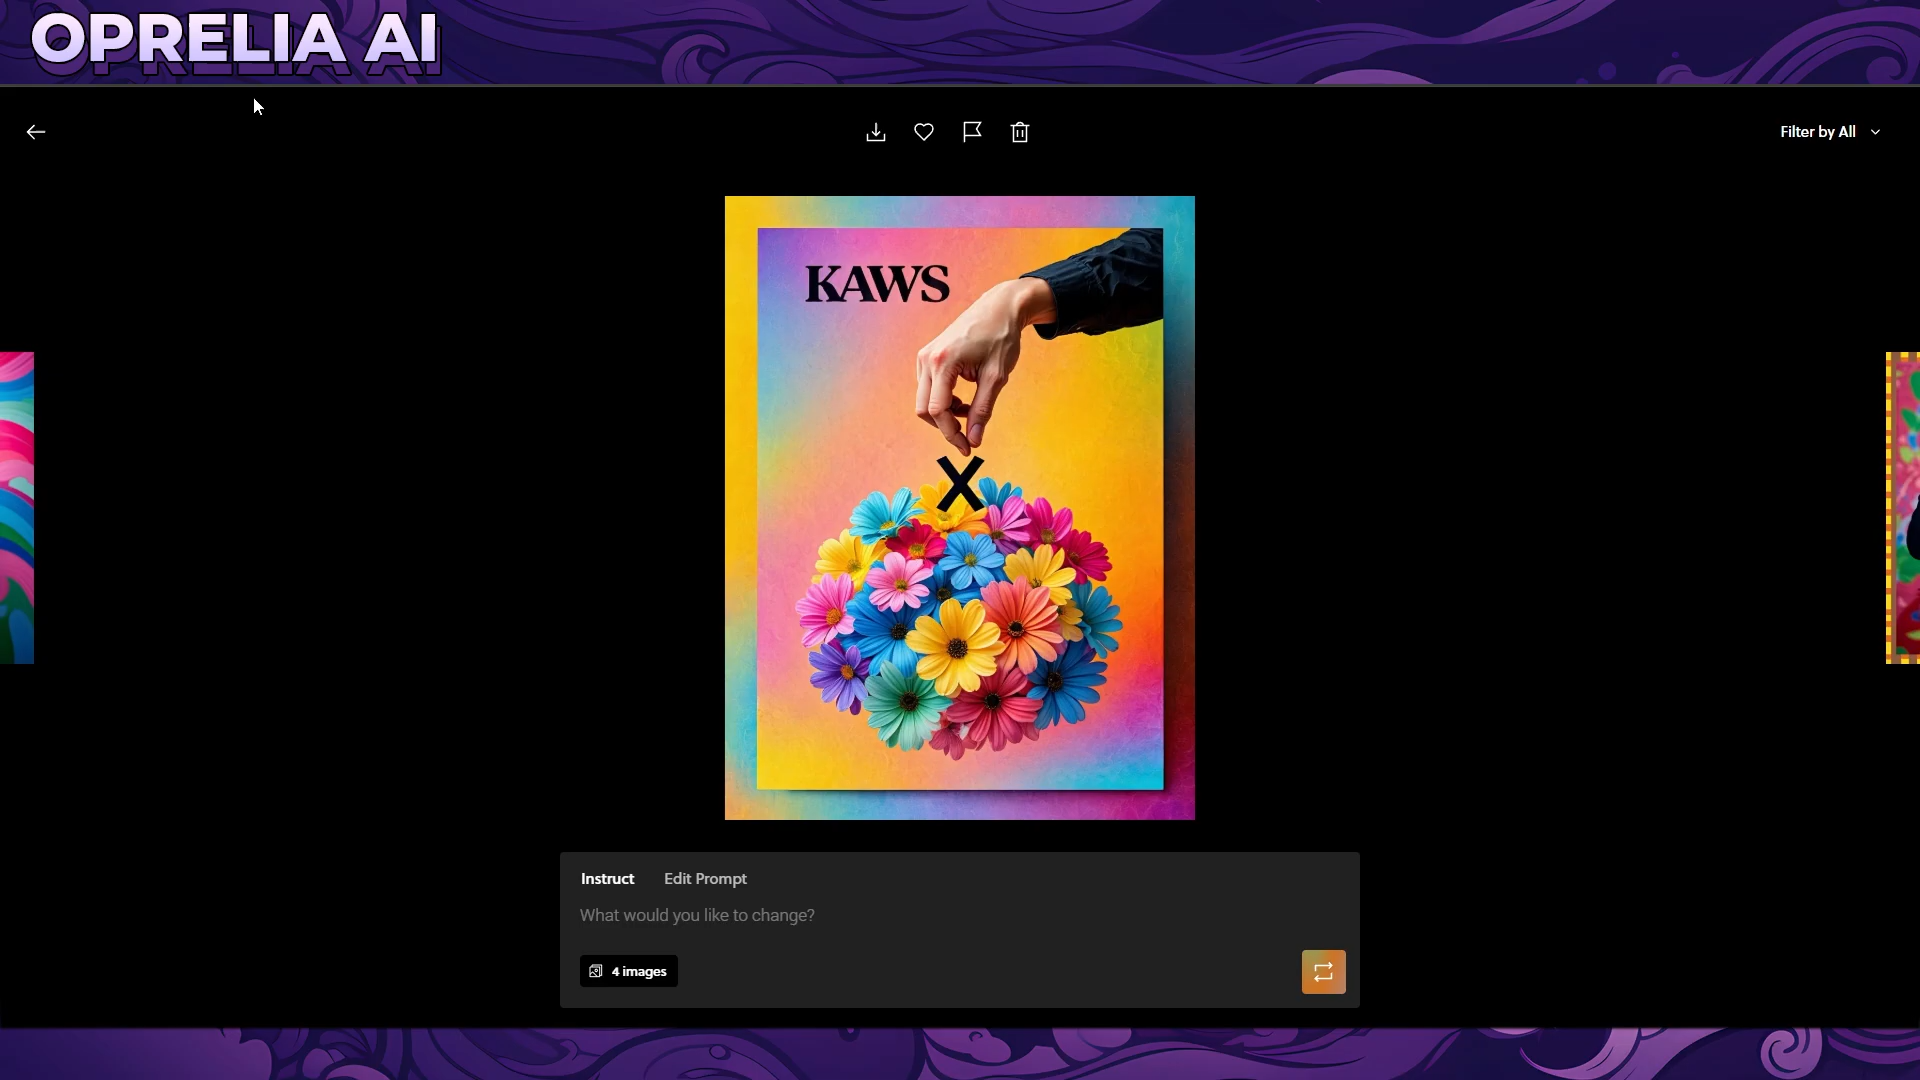 OPRELIA AI
Filter by All
KAWS
X
Instruct
Edit Prompt
What would you like to change?
4 images